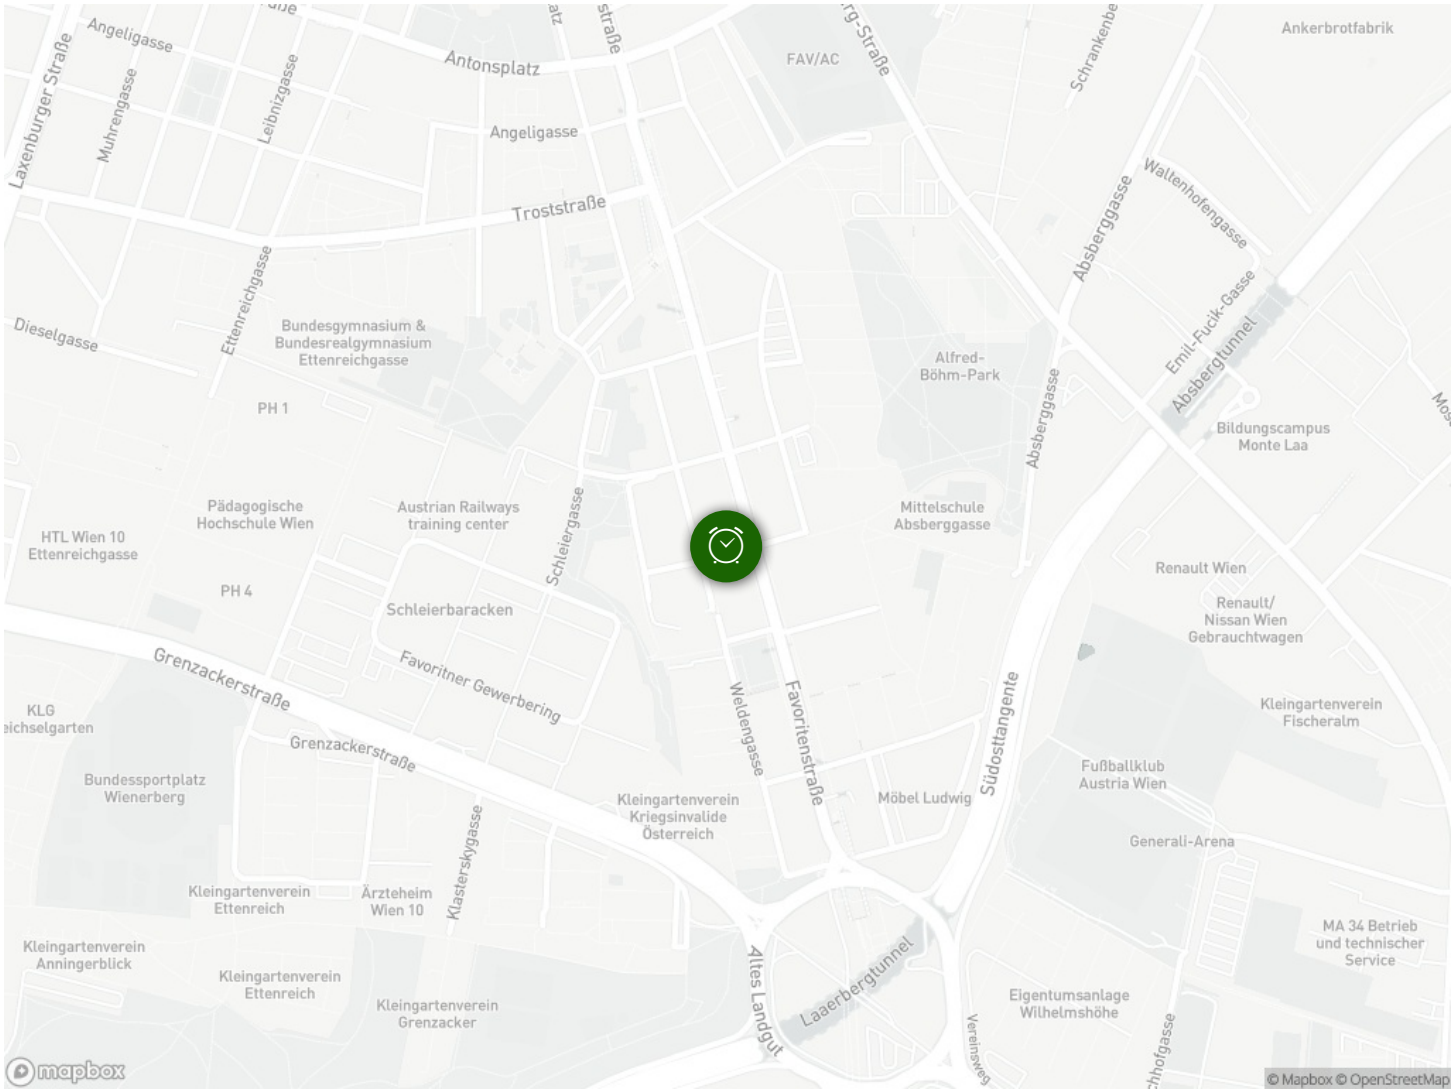 Angeligasse
Laxenburger Straße
Muhrengasse
Leibnizgasse
Antonsplatz
Angeligasse
FAV/AC
Ankerbrotfabrik
Absberggasse
Waltenhofengasse
Troststraße
Ettenreichgasse
Dieselgasse
Bundesgymnasium &
Bundesrealgymnasium
Ettenreichgasse
Emil-Fucik-Gasse
Absbergtunnel
Alfred-
Böhm-Park
PH 1
Absberggasse
Bildungscampus
Monte Laa
Pädagogische
Hochschule Wien
Austrian Railways
training center
Schleiergasse
Mittelschule
Absberggasse
HTL Wien 10
Ettenreichgasse
PH 4
Schleierbaracken
Renault Wien
Renault/
Nissan Wien
Gebrauchtwagen
Grenzackerstraße
Favoritner Gewerbering
Weldengasse
Favoritenstraße
Südosttangente
KLG
eichselgarten
Kleingartenverein
Fischeralm
Grenzackerstraße
Bundessportplatz
Wienerberg
Kleingartenverein
Kriegsinvalide
Österreich
Möbel Ludwig
Fußballklub
Austria Wien
Klasterskygasse
Generali-Arena
Kleingartenverein
Ettenreich
Ärzteheim
Wien 10
Kleingartenverein
Anningerblick
MA 34 Betrieb
und technischer
Service
Altes Landgut
Laaerbergtunnel
Kleingartenverein
Ettenreich
Kleingartenverein
Grenzacker
Eigentumsanlage
Wilhelmshöhe
Vereinsweg
mapbox
© Mapbox © OpenStreetMap